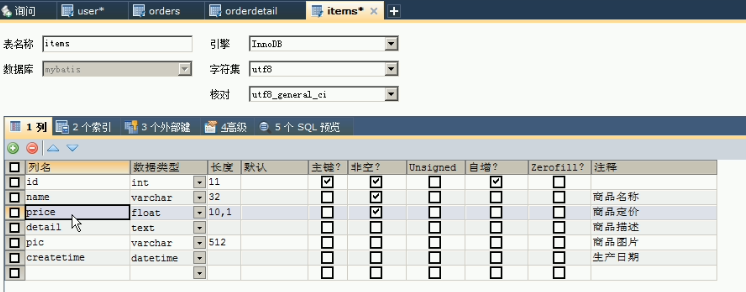 询问 user* orders orderdetail items*
表名称 items 引擎 InnoDB
数据库 mybatis 字符集 utf8
核对 utf8_general_ci
1 列 2 个索引 3 个外部键 4高级 5 个 SQL 预览
列名 数据类型 长度 默认 主键? 非空? Unsigned 自增? Zerofill? 注释
id int 11
name varchar 32 商品名称
price float 10,1 商品定价
detail text 商品描述
pic varchar 512 商品图片
createtime datetime 生产日期